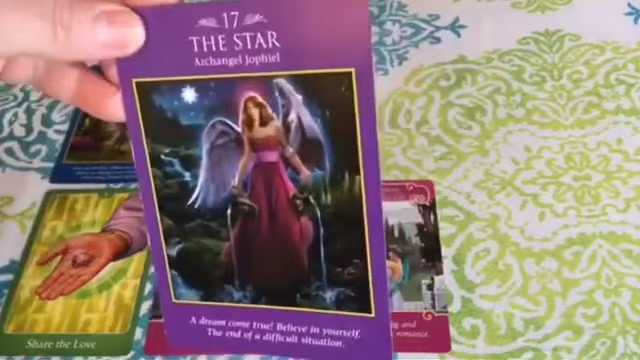 17
THE STAR
Archangel Jophiel
A dream come true! Believe in yourself.
The end of a difficult situation.
Share the Love
and
romance.